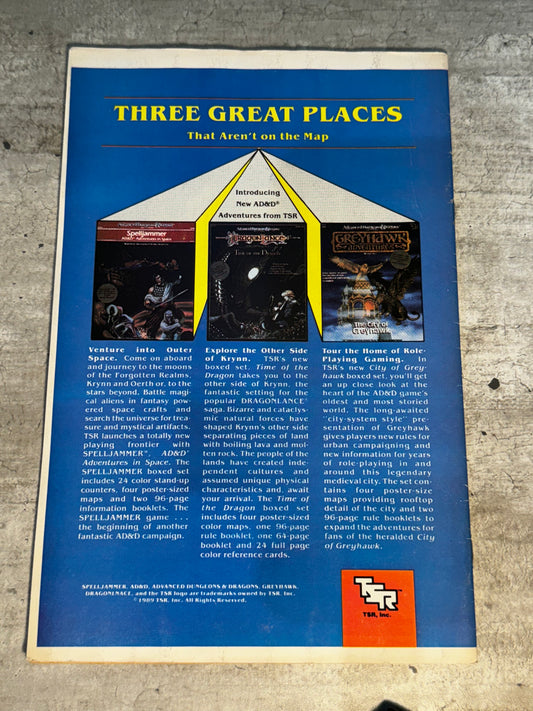 THREE GREAT PLACES
That Aren't on the Map
Introducing
New AD&D®
Adventures from TSR
Spelljammer
AD&D Adventures in Space
DRAGONLANCE
Time of the Dragon
GREYHAWK
ADVENTURES
The City of
Greyhawk
Venture into Outer
Space. Come on aboard
and journey to the moons
of the Forgotten Realms,
Krynn and Oerth or, to the
stars beyond. Battle magi-
cal aliens in fantasy pow-
ered space crafts and
search the universe for trea-
sure and mystical artifacts.
TSR launches a totally new
playing frontier with
SPELLJAMMER™, AD&D®
Adventures in Space. The
SPELLJAMMER boxed set
includes 24 color stand-up
counters, four poster-sized
maps and two 96-page
information booklets. The
SPELLJAMMER game . . .
the beginning of another
fantastic AD&D campaign.
Explore the Other Side
of Krynn. TSR's new
boxed set, Time of the
Dragon takes you to the
other side of Krynn, the
fantastic setting for the
popular DRAGONLANCE®
saga. Bizarre and cataclys-
mic natural forces have
shaped Krynn's other side
separating pieces of land
with boiling lava and mol-
ten rock. The people of the
lands have created inde-
pendent cultures and
assumed unique physical
characteristics and, await
your arrival. The Time of
the Dragon boxed set
includes four poster-sized
color maps, one 96-page
rule booklet, one 64-page
booklet and 24 full page
color reference cards.
Tour the Home of Role-
Playing Gaming. In
TSR's new City of Grey-
hawk boxed set, you'll get
an up close look at the
heart of the AD&D game's
oldest and most storied
world. The long-awaited
"city-system style" pre-
sentation of Greyhawk
gives players new rules for
urban campaigning and
new information for years
of role-playing in and
around this legendary
medieval city. The set con-
tains four poster-size
maps providing rooftop
detail of the city and two
96-page rule booklets to
expand the adventures for
fans of the heralded City
of Greyhawk.
SPELLJAMMER, AD&D, ADVANCED DUNGEONS & DRAGONS, GREYHAWK,
DRAGONLNACE, and the TSR logo are trademarks owned by TSR, Inc.
©1989 TSR, Inc. All Rights Reserved.
TSR
TSR, Inc.